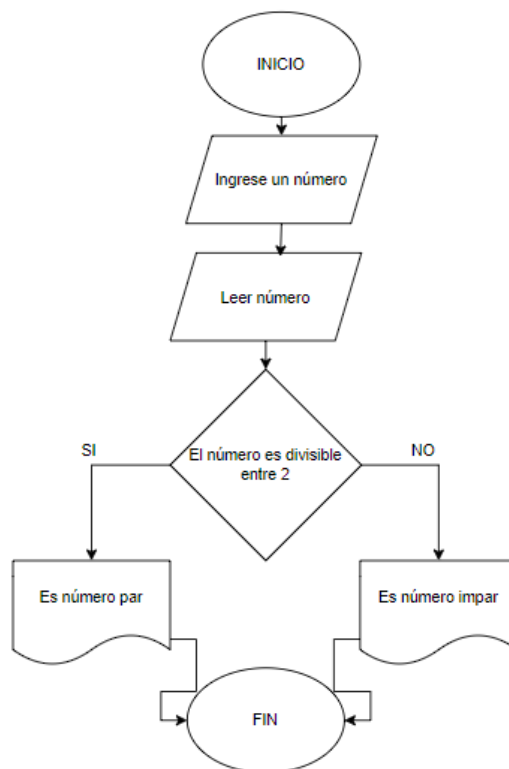 INICIO
Ingrese un número
Leer número
El número es divisible
entre 2
SI
NO
Es número par
Es número impar
FIN